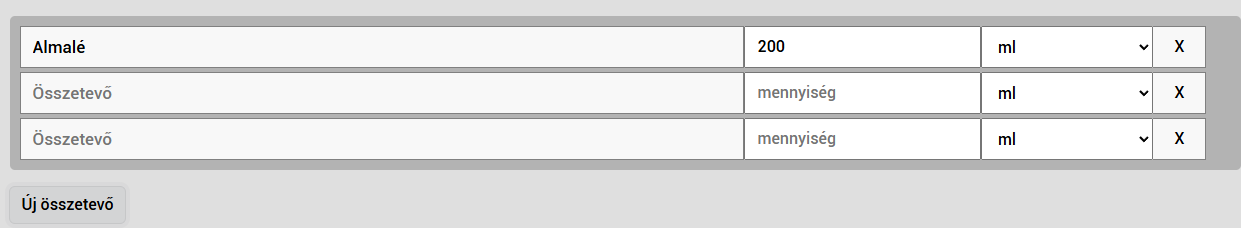 Almalé 200 ml X
Összetevő mennyiség ml X
Összetevő mennyiség ml X
Új összetevő